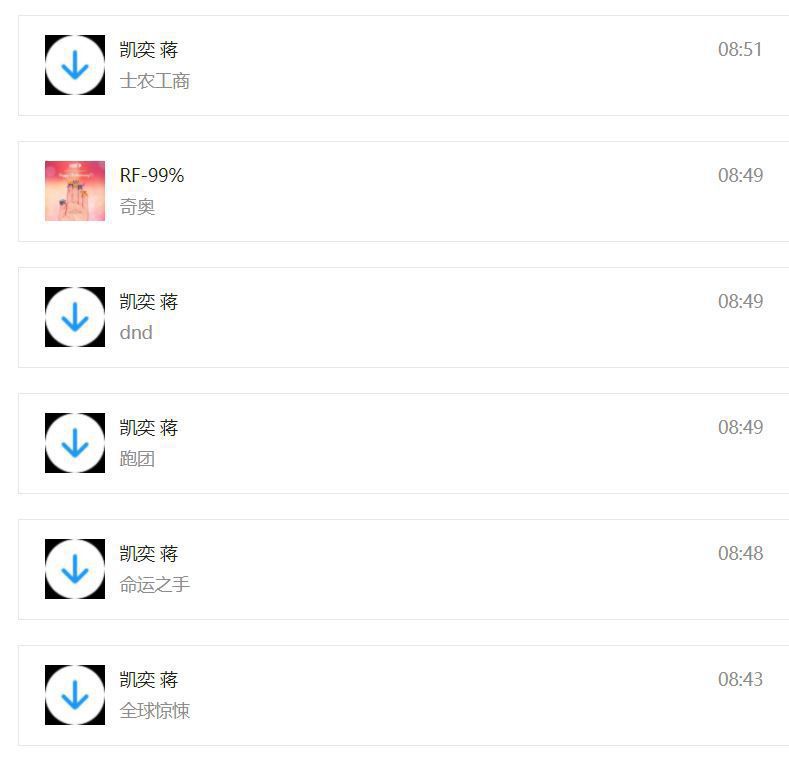 凯奕 蒋
08:51
士农工商
RF-99%
08:49
奇奥
凯奕 蒋
08:49
dnd
凯奕 蒋
08:49
跑团
凯奕 蒋
08:48
命运之手
凯奕 蒋
08:43
全球惊悚